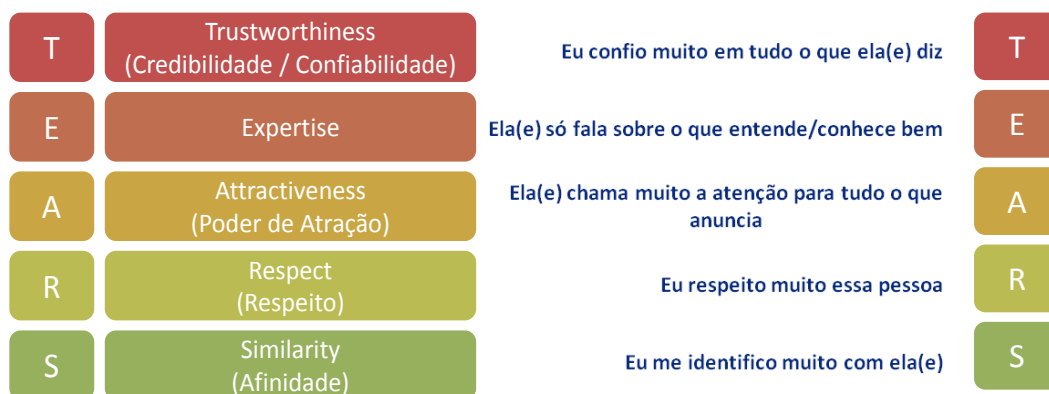 T
Trustworthiness
(Credibilidade / Confiabilidade)
Eu confio muito em tudo o que ela(e) diz
T
E
Expertise
Ela(e) só fala sobre o que entende/conhece bem
E
A
Attractiveness
(Poder de Atração)
Ela(e) chama muito a atenção para tudo o que
anuncia
A
R
Respect
(Respeito)
Eu respeito muito essa pessoa
R
S
Similarity
(Afinidade)
Eu me identifico muito com ela(e)
S